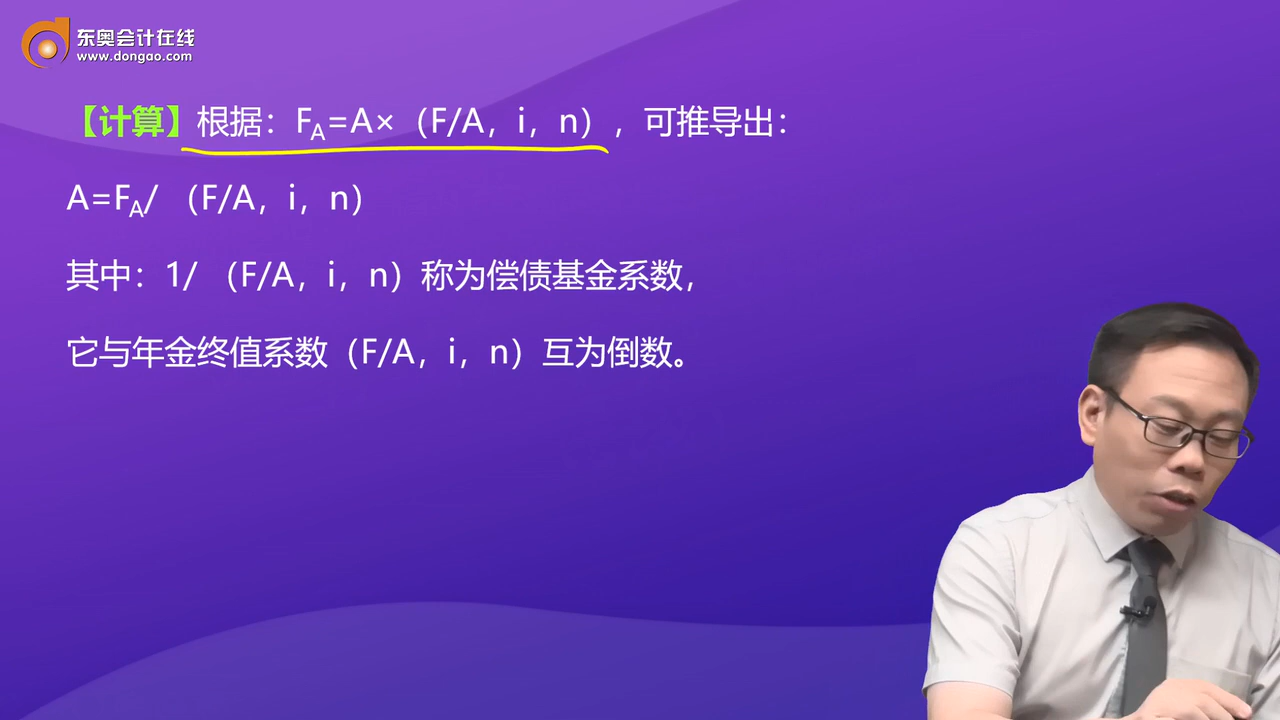 东奥会计在线
www.dongao.com
【计算】根据：FA=A×（F/A，i，n），可推导出：
A=FA/（F/A，i，n）
其中：1/（F/A，i，n）称为偿债基金系数，
它与年金终值系数（F/A，i，n）互为倒数。